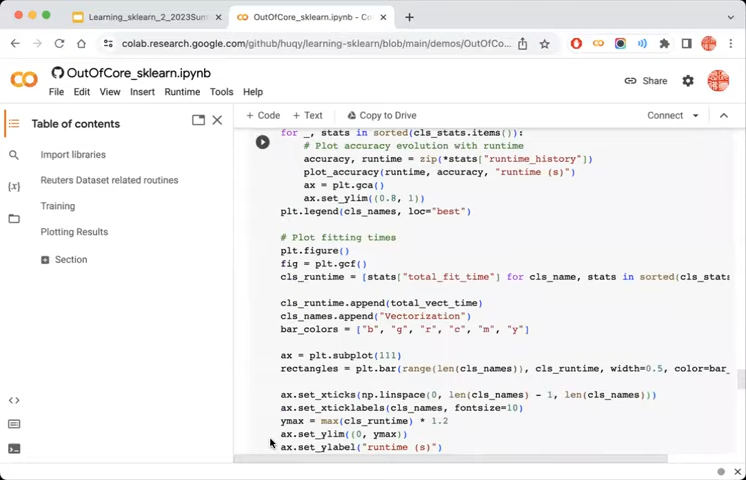 Learning_sklearn_2_2023Sum
OutOfCore_sklearn.ipynb - Co
colab.research.google.com/github/huqy/learning-sklearn/blob/main/demos/OutOfC...
OutOfCore_sklearn.ipynb
Share
File Edit View Insert Runtime Tools Help
Table of contents
+ Code + Text Copy to Drive
Connect
Import libraries
Reuters Dataset related routines
Training
Plotting Results
Section
for _, stats in sorted(cls_stats.items()):
# Plot accuracy evolution with runtime
accuracy, runtime = zip(*stats["runtime_history"])
plot_accuracy(runtime, accuracy, "runtime (s)")
ax = plt.gca()
ax.set_ylim((0.8, 1))
plt.legend(cls_names, loc="best")
# Plot fitting times
plt.figure()
fig = plt.gcf()
cls_runtime = [stats["total_fit_time"] for cls_name, stats in sorted(cls_stats
cls_runtime.append(total_vect_time)
cls_names.append("Vectorization")
bar_colors = ["b", "g", "r", "c", "m", "y"]
ax = plt.subplot(111)
rectangles = plt.bar(range(len(cls_names)), cls_runtime, width=0.5, color=bar_
ax.set_xticks(np.linspace(0, len(cls_names) - 1, len(cls_names)))
ax.set_xticklabels(cls_names, fontsize=10)
ymax = max(cls_runtime) * 1.2
ax.set_ylim((0, ymax))
ax.set_ylabel("runtime (s)")